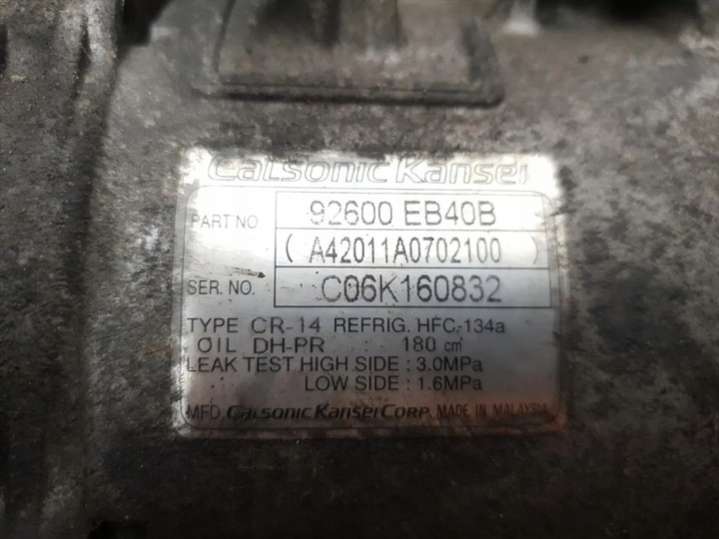 Calsonic Kansei
PART NO 92600 EB40B
( A42011A0702100 )
SER. NO. C06K160832
TYPE CR-14 REFRIG. HFC-134a
OIL DH-PR 180 cm³
LEAK TEST HIGH SIDE : 3.0MPa
LOW SIDE : 1.6MPa
MFD. Calsonic Kansei CORP. MADE IN MALAYSIA